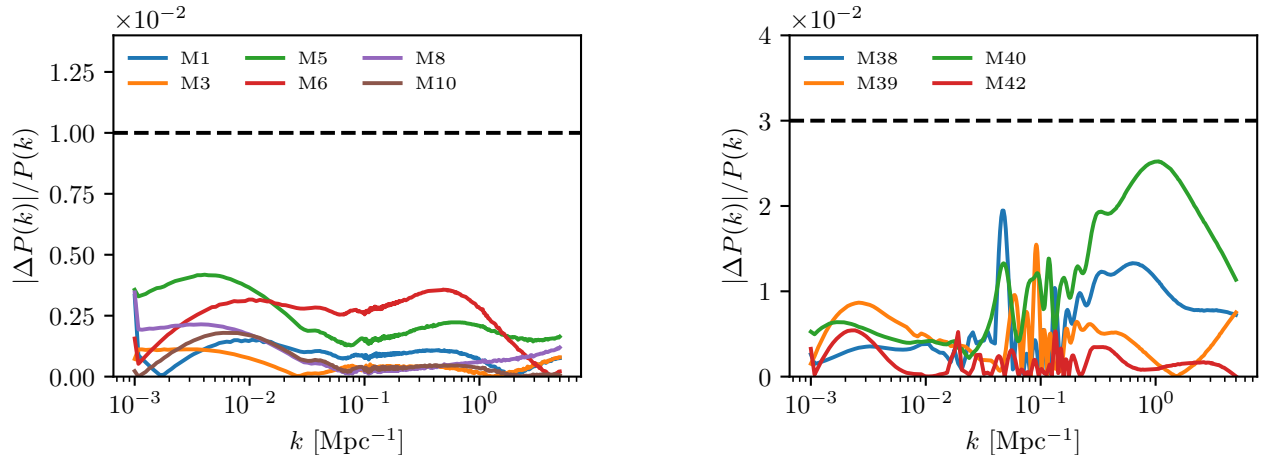 ×10⁻²
M1 M5 M8
M3 M6 M10
|ΔP(k)|/P(k)
1.25
1.00
0.75
0.50
0.25
0.00
10⁻³ 10⁻² 10⁻¹ 10⁰
k [Mpc⁻¹]
×10⁻²
M38 M40
M39 M42
|ΔP(k)|/P(k)
4
3
2
1
0
10⁻³ 10⁻² 10⁻¹ 10⁰
k [Mpc⁻¹]